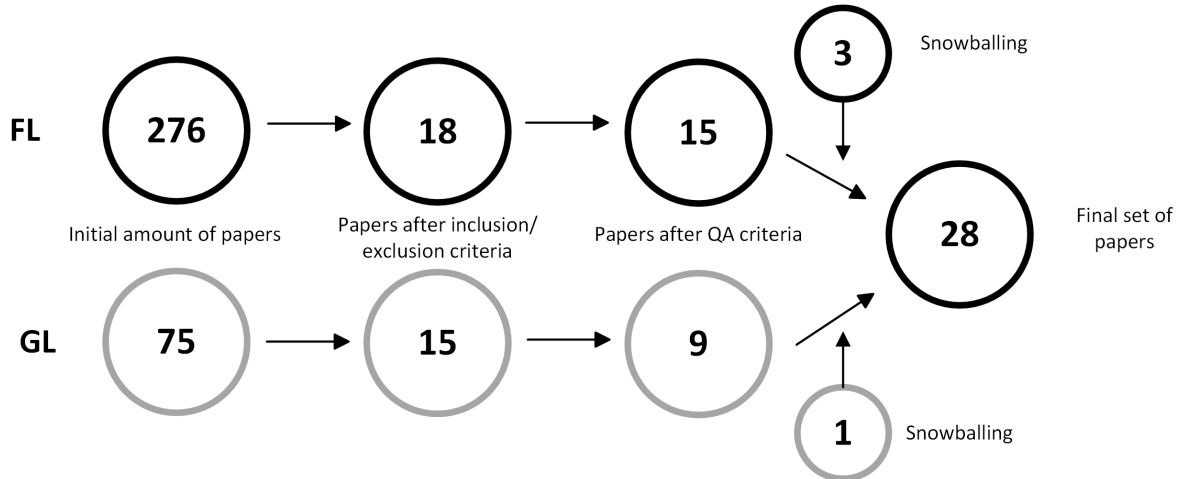 3
Snowballing
FL
276
18
15
Initial amount of papers
Papers after inclusion/
exclusion criteria
Papers after QA criteria
28
Final set of
papers
GL
75
15
9
1
Snowballing